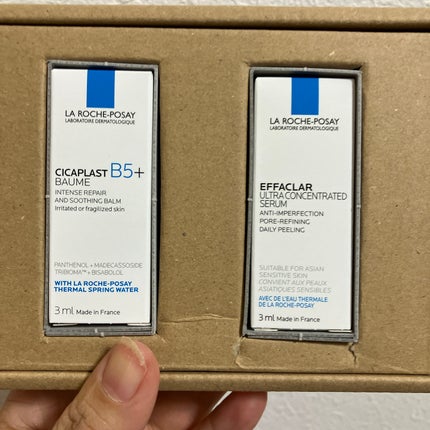 LA ROCHE-POSAY
LABORATOIRE DERMATOLOGIQUE
CICAPLAST B5+
BAUME
INTENSE REPAIR
AND SOOTHING BALM
Irritated or fragilized skin
PANTHENOL + MADECASSOSIDE
TRIBIOMA™ + BISABOLOL
WITH LA ROCHE-POSAY
THERMAL SPRING WATER
3 ml Made in France
LA ROCHE-POSAY
LABORATOIRE DERMATOLOGIQUE
EFFACLAR
ULTRA CONCENTRATED
SERUM
ANTI-IMPERFECTION
PORE-REFINING
DAILY PEELING
SUITABLE FOR ASIAN
SENSITIVE SKIN
CONVIENT AUX PEAUX
ASIATIQUES SENSIBLES
AVEC DE L'EAU THERMALE
DE LA ROCHE-POSAY
3 ml Made in France